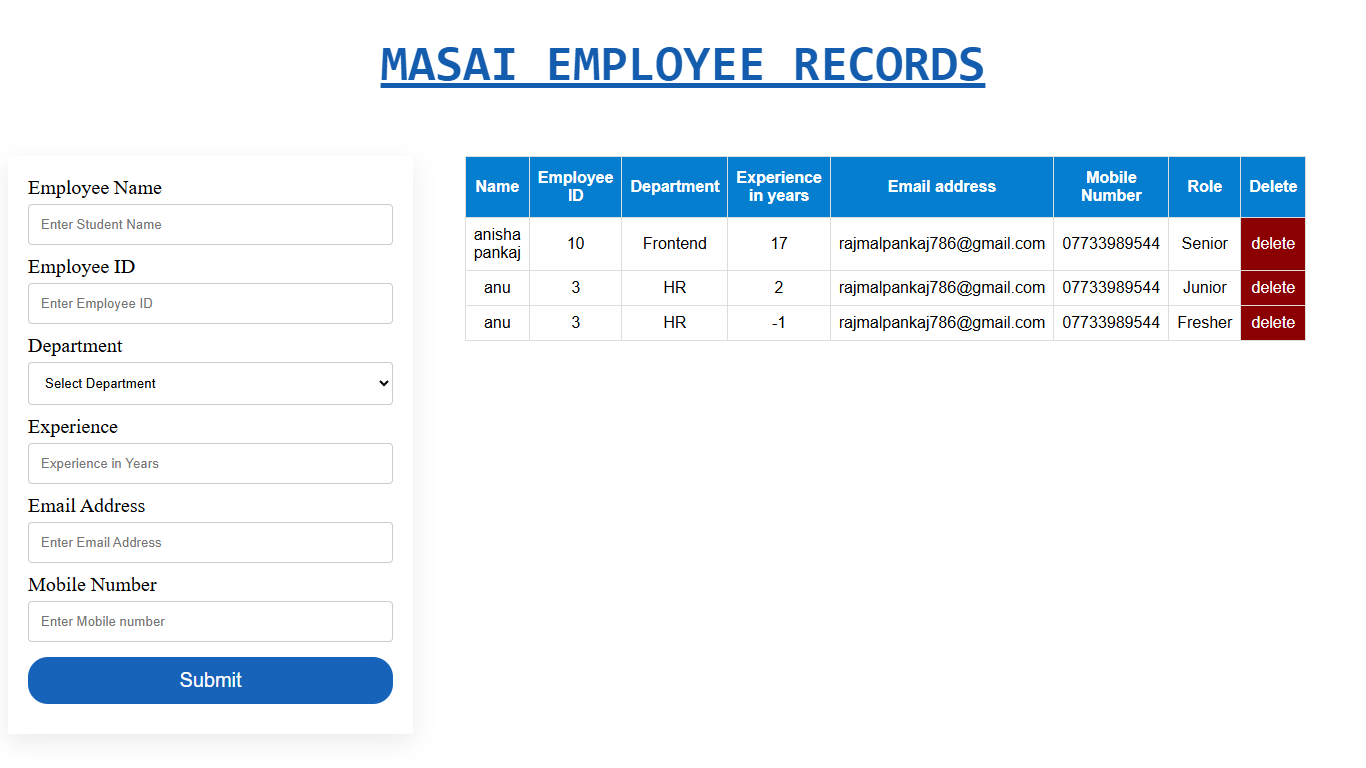 MASAI EMPLOYEE RECORDS
Employee Name
Enter Student Name
Employee ID
Enter Employee ID
Department
Select Department
Experience
Experience in Years
Email Address
Enter Email Address
Mobile Number
Enter Mobile number
Submit
Name Employee ID Department Experience in years Email address Mobile Number Role Delete
anisha pankaj 10 Frontend 17 rajmalpankaj786@gmail.com 07733989544 Senior delete
anu 3 HR 2 rajmalpankaj786@gmail.com 07733989544 Junior delete
anu 3 HR -1 rajmalpankaj786@gmail.com 07733989544 Fresher delete